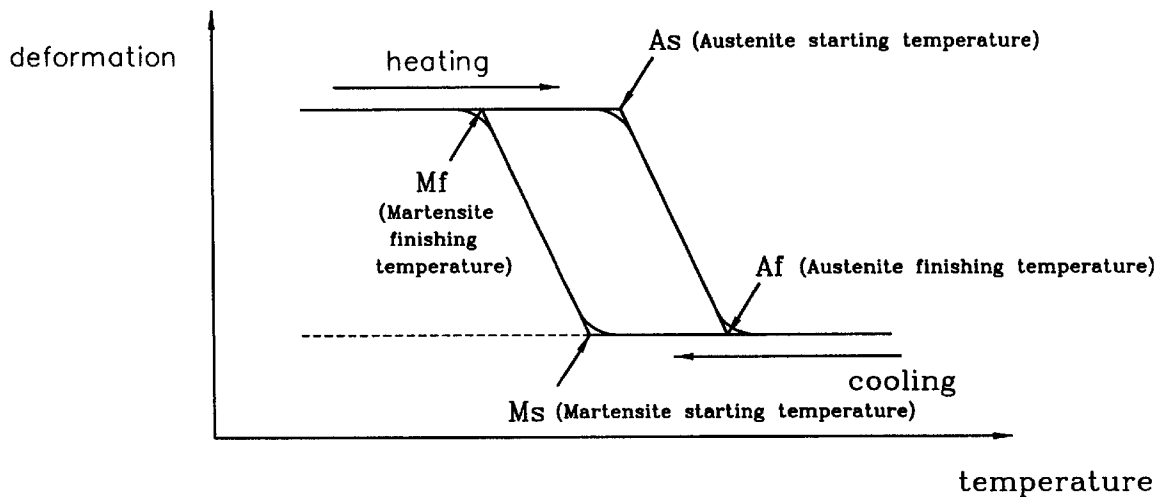 deformation
heating
As (Austenite starting temperature)
Mf
(Martensite
finishing
temperature)
Af (Austenite finishing temperature)
cooling
Ms (Martensite starting temperature)
temperature